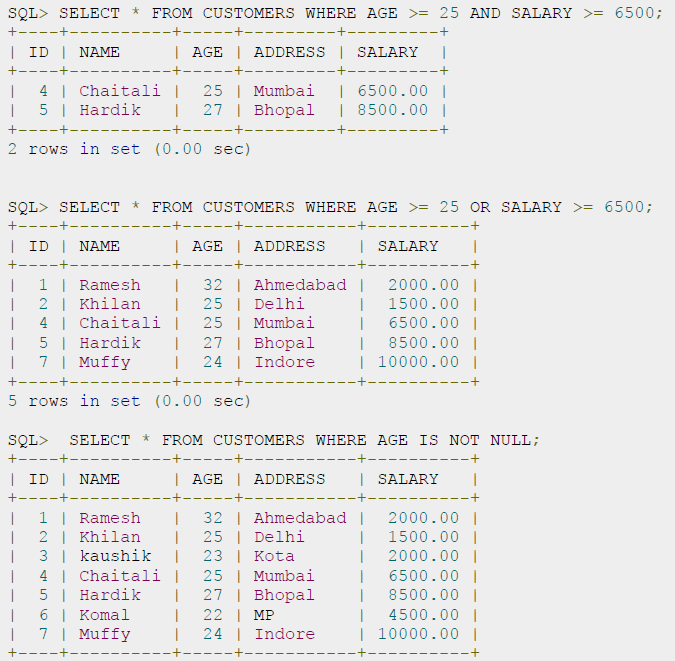 SQL> SELECT * FROM CUSTOMERS WHERE AGE >= 25 AND SALARY >= 6500;
+----+----------+-----+---------+---------+
| ID | NAME     | AGE | ADDRESS | SALARY  |
+----+----------+-----+---------+---------+
|  4 | Chaitali |  25 | Mumbai  | 6500.00 |
|  5 | Hardik   |  27 | Bhopal  | 8500.00 |
+----+----------+-----+---------+---------+
2 rows in set (0.00 sec)


SQL> SELECT * FROM CUSTOMERS WHERE AGE >= 25 OR SALARY >= 6500;
+----+----------+-----+-----------+----------+
| ID | NAME     | AGE | ADDRESS   | SALARY   |
+----+----------+-----+-----------+----------+
|  1 | Ramesh   |  32 | Ahmedabad |  2000.00 |
|  2 | Khilan   |  25 | Delhi     |  1500.00 |
|  4 | Chaitali |  25 | Mumbai    |  6500.00 |
|  5 | Hardik   |  27 | Bhopal    |  8500.00 |
|  7 | Muffy    |  24 | Indore    | 10000.00 |
+----+----------+-----+-----------+----------+
5 rows in set (0.00 sec)

SQL>  SELECT * FROM CUSTOMERS WHERE AGE IS NOT NULL;
+----+----------+-----+-----------+----------+
| ID | NAME     | AGE | ADDRESS   | SALARY   |
+----+----------+-----+-----------+----------+
|  1 | Ramesh   |  32 | Ahmedabad |  2000.00 |
|  2 | Khilan   |  25 | Delhi     |  1500.00 |
|  3 | kaushik  |  23 | Kota      |  2000.00 |
|  4 | Chaitali |  25 | Mumbai    |  6500.00 |
|  5 | Hardik   |  27 | Bhopal    |  8500.00 |
|  6 | Komal    |  22 | MP        |  4500.00 |
|  7 | Muffy    |  24 | Indore    | 10000.00 |
+----+----------+-----+-----------+----------+